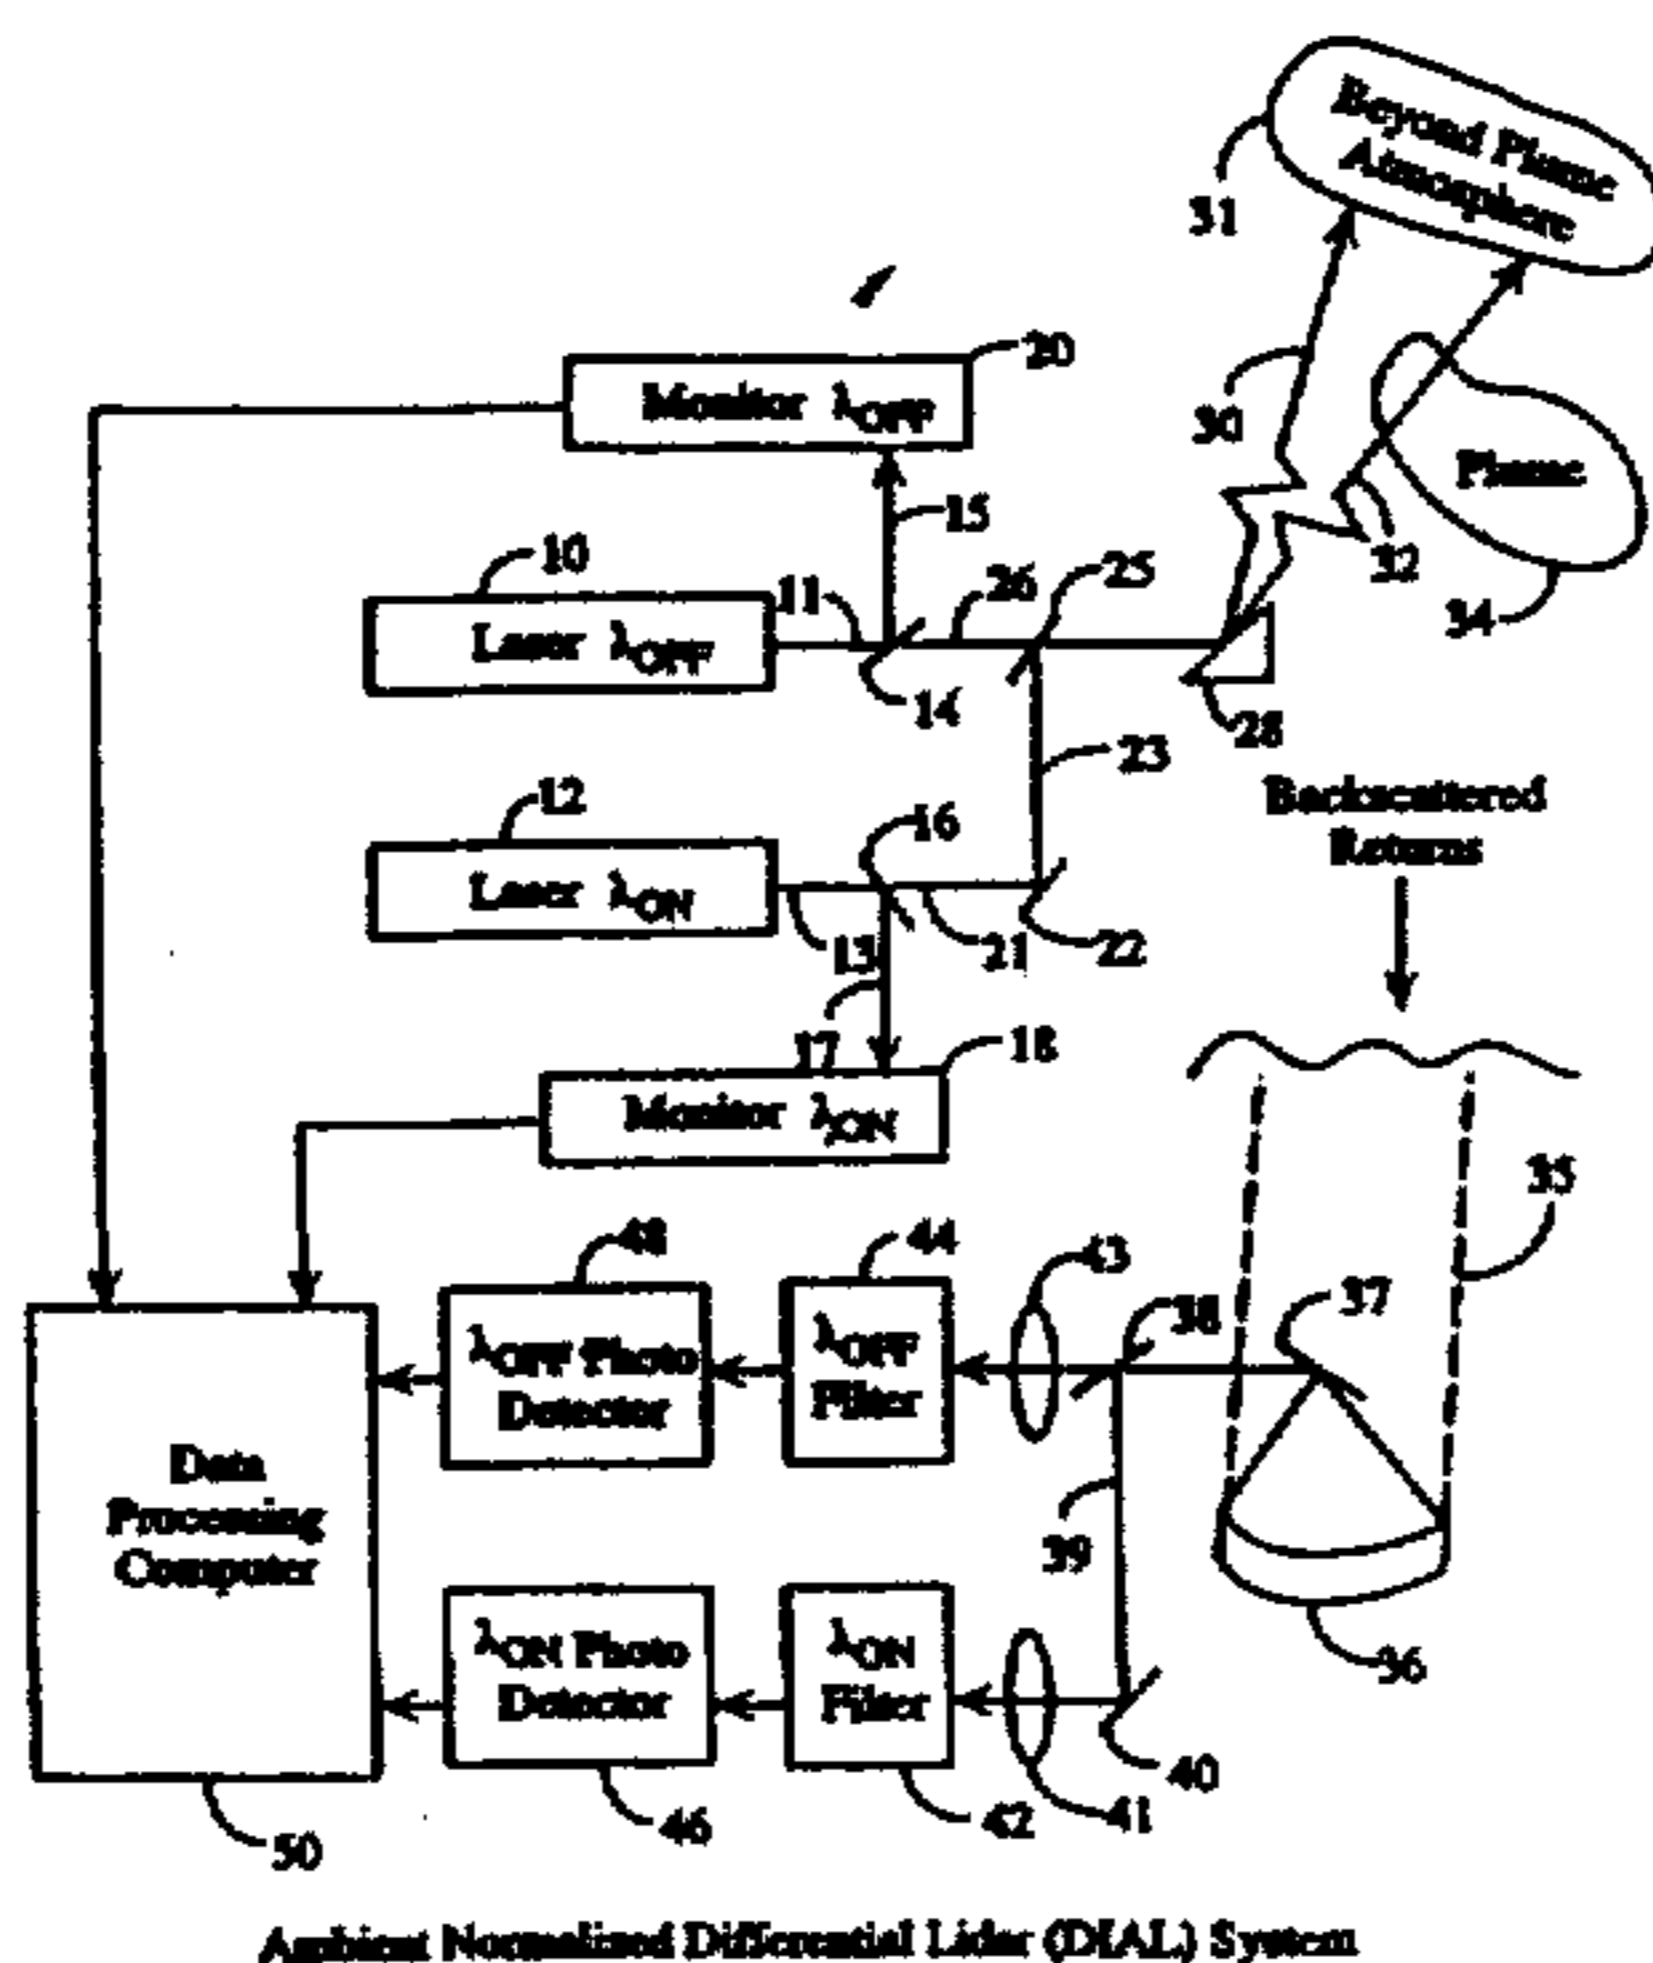 Beyond Plume
Atmosphere
31
20
Monitor λOFF
30
Plume
15
10
11
26
25
32
34
Laser λOFF
14
28
23
12
16
Backscattered
Returns
Laser λON
13
21
22
17
18
Monitor λON
35
48
44
43
38
37
λOFF Photo
Detector
λOFF
Filter
Data
Processing
Computer
39
λON Photo
Detector
λON
Filter
36
40
46
42
41
50
Ambient Normalized Differential Lidar (DIAL) System